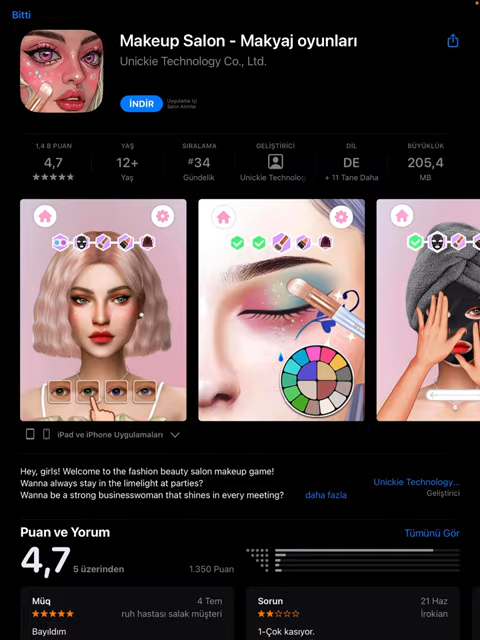 Bitti
Makeup Salon - Makyaj oyunları
Unickie Technology Co., Ltd.
İNDİR
Uygulama İçi
Satın Alımlar
1,4 B PUAN
4,7
YAŞ
12+
Yaş
SIRALAMA
#34
Gündelik
GELİŞTİRİCİ
Unickie Technolog
DİL
DE
+ 11 Tane Daha
BÜYÜKLÜK
205,4
MB
iPad ve iPhone Uygulamaları
Hey, girls! Welcome to the fashion beauty salon makeup game!
Wanna always stay in the limelight at parties?
Wanna be a strong businesswoman that shines in every meeting?
daha fazla
Unickie Technology...
Geliştirici
Puan ve Yorum
Tümünü Gör
4,7
5 üzerinden
1.350 Puan
Müq
4 Tem
ruh hastası salak müşteri
Bayıldım
Sorun
21 Haz
İrokian
1-Çok kasıyor.